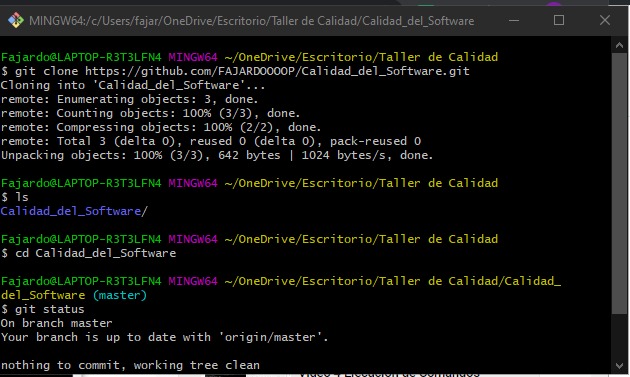 MINGW64:/c/Users/fajar/OneDrive/Escritorio/Taller de Calidad/Calidad_del_Software
Fajardo@LAPTOP-R3T3LFN4 MINGW64 ~/OneDrive/Escritorio/Taller de Calidad
$ git clone https://github.com/FAJARDOOOOP/Calidad_del_Software.git
Cloning into 'Calidad_del_Software'...
remote: Enumerating objects: 3, done.
remote: Counting objects: 100% (3/3), done.
remote: Compressing objects: 100% (2/2), done.
remote: Total 3 (delta 0), reused 0 (delta 0), pack-reused 0
Unpacking objects: 100% (3/3), 642 bytes | 1024 bytes/s, done.
Fajardo@LAPTOP-R3T3LFN4 MINGW64 ~/OneDrive/Escritorio/Taller de Calidad
$ ls
Calidad_del_Software/
Fajardo@LAPTOP-R3T3LFN4 MINGW64 ~/OneDrive/Escritorio/Taller de Calidad
$ cd Calidad_del_Software
Fajardo@LAPTOP-R3T3LFN4 MINGW64 ~/OneDrive/Escritorio/Taller de Calidad/Calidad_
del_Software (master)
$ git status
On branch master
Your branch is up to date with 'origin/master'.
nothing to commit, working tree clean
Video 4 Ejecución de Comandos